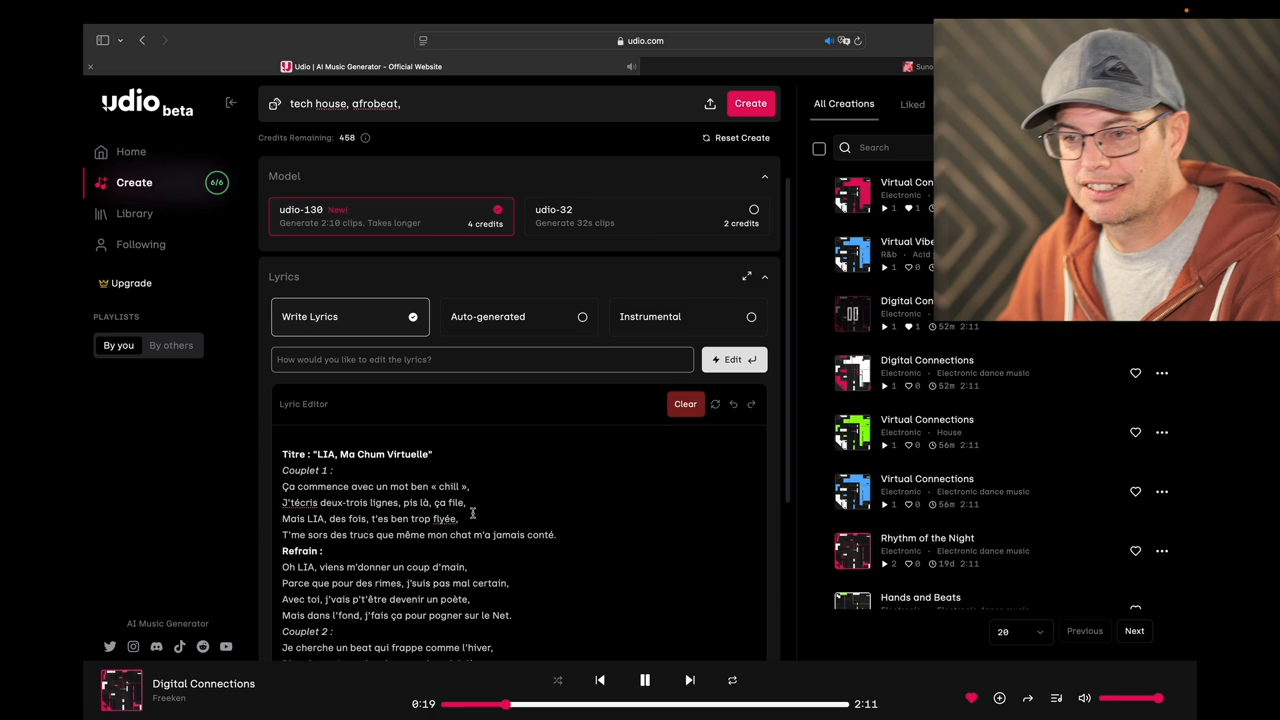 udio.com
Udio | AI Music Generator - Official Website
Suno
udio beta
tech house, afrobeat,
Create
Credits Remaining: 458
Reset Create
Home
Create
6/6
Library
Following
Upgrade
PLAYLISTS
By you
By others
AI Music Generator
Model
udio-130 New!
Generate 2:10 clips. Takes longer
4 credits
udio-32
Generate 32s clips
2 credits
Lyrics
Write Lyrics
Auto-generated
Instrumental
How would you like to edit the lyrics?
Edit
Lyric Editor
Clear
Titre : "LIA, Ma Chum Virtuelle"
Couplet 1 :
Ça commence avec un mot ben « chill »,
J'técris deux-trois lignes, pis là, ça file,
Mais LIA, des fois, t'es ben trop flyée,
T'me sors des trucs que même mon chat m'a jamais conté.
Refrain :
Oh LIA, viens m'donner un coup d'main,
Parce que pour des rimes, j'suis pas mal certain,
Avec toi, j'vais p't'être devenir un poète,
Mais dans l'fond, j'fais ça pour pogner sur le Net.
Couplet 2 :
Je cherche un beat qui frappe comme l'hiver,
All Creations
Liked
Search
Virtual Con
Electronic ·
1 1
Virtual Vibe
R&b · Acid
1 0
Digital Con
Electronic ·
1 1 52m 2:11
Digital Connections
Electronic · Electronic dance music
1 0 52m 2:11
Virtual Connections
Electronic · House
1 0 56m 2:11
Virtual Connections
Electronic · Electronic dance music
1 0 56m 2:11
Rhythm of the Night
Electronic · Electronic dance music
2 0 19d 2:11
Hands and Beats
20
Previous
Next
Digital Connections
Freeken
0:19
2:11